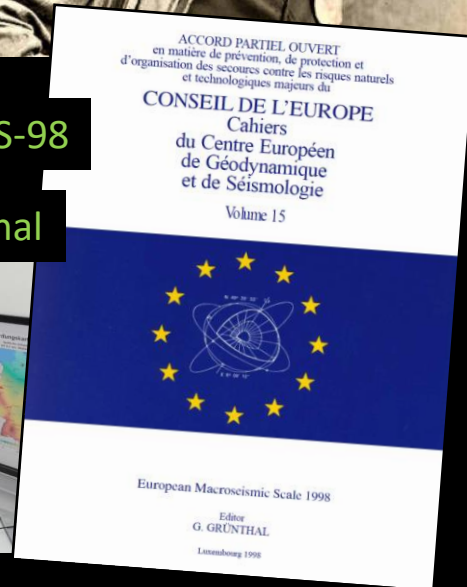 S-98
nal
ACCORD PARTIEL OUVERT
en matière de prévention, de protection et
d'organisation des secours contre les risques naturels
et technologiques majeurs du
CONSEIL DE L'EUROPE
Cahiers
du Centre Européen
de Géodynamique
et de Séismologie
Volume 15
European Macroseismic Scale 1998
Editor
G. GRÜNTHAL
Luxembourg 1998